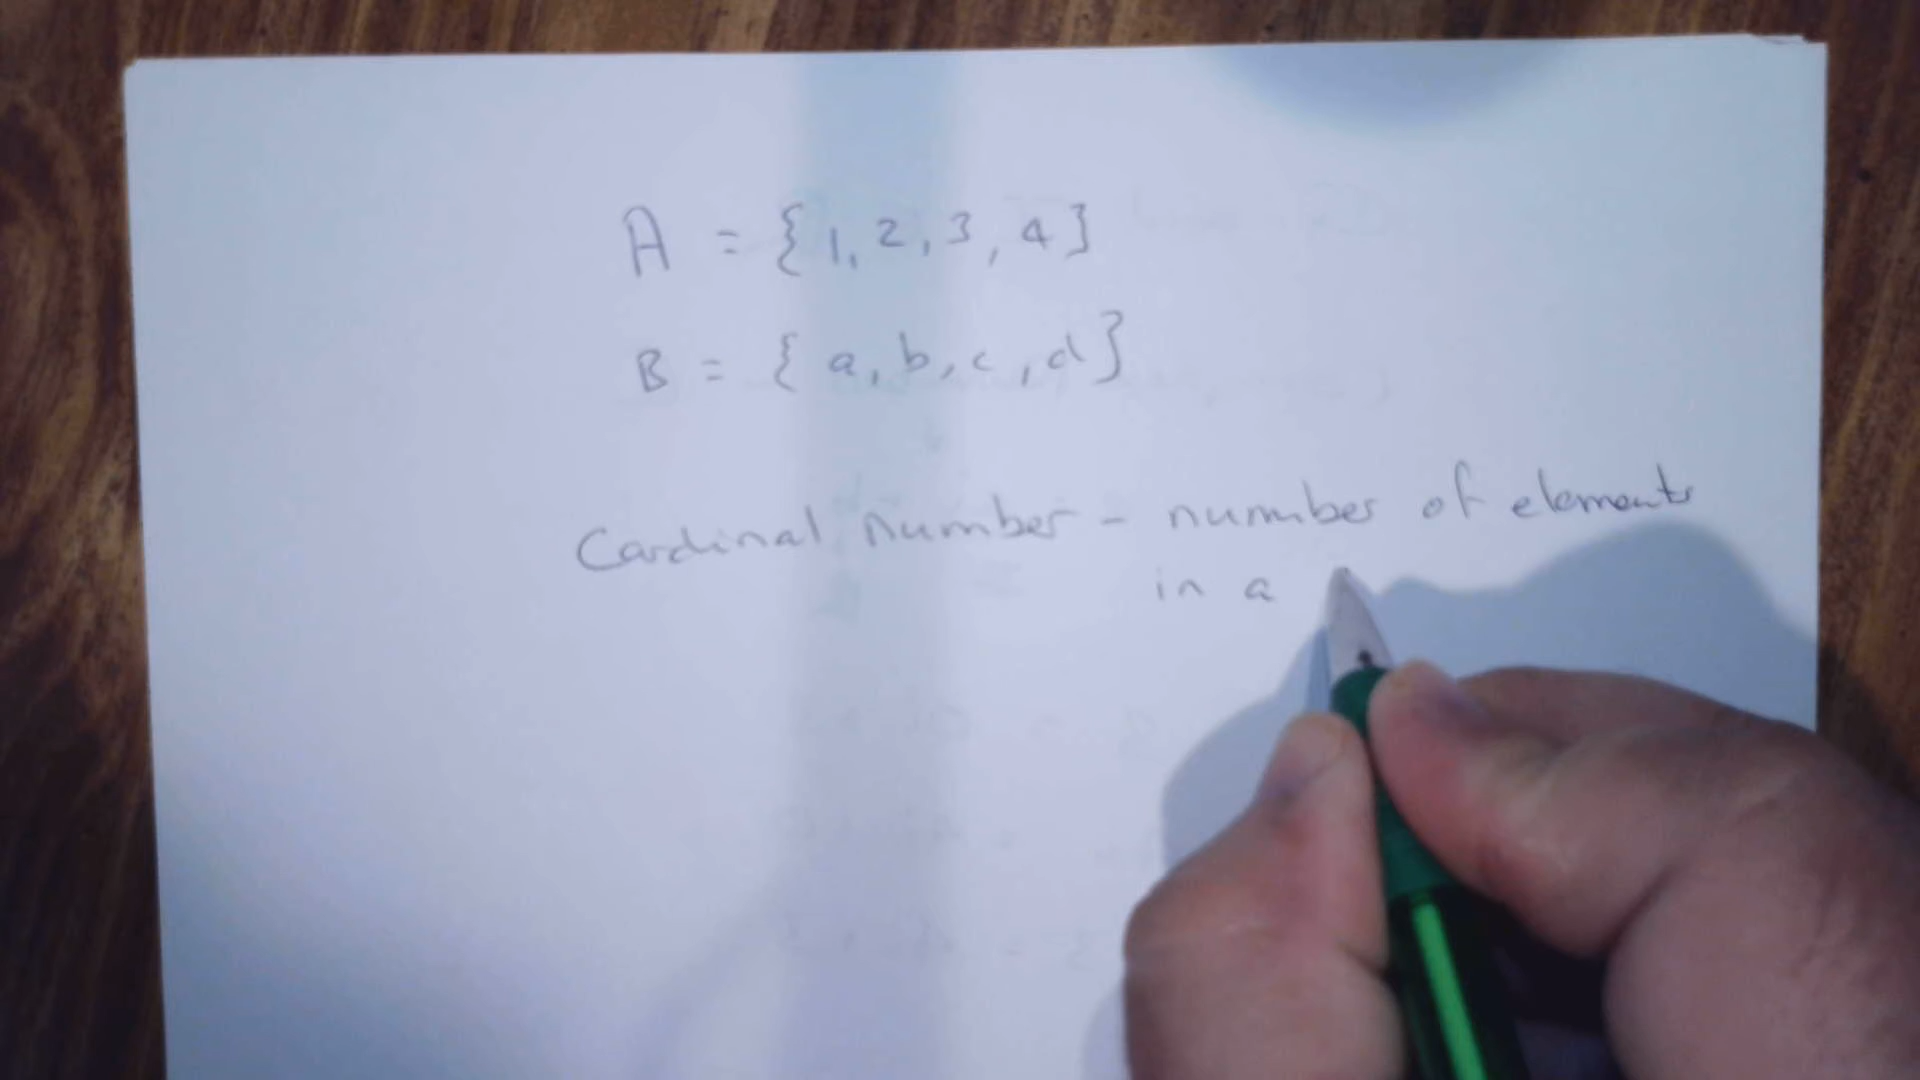 A = {1, 2, 3, 4}
B = {a, b, c, d}
Cardinal number - number of elements
in a